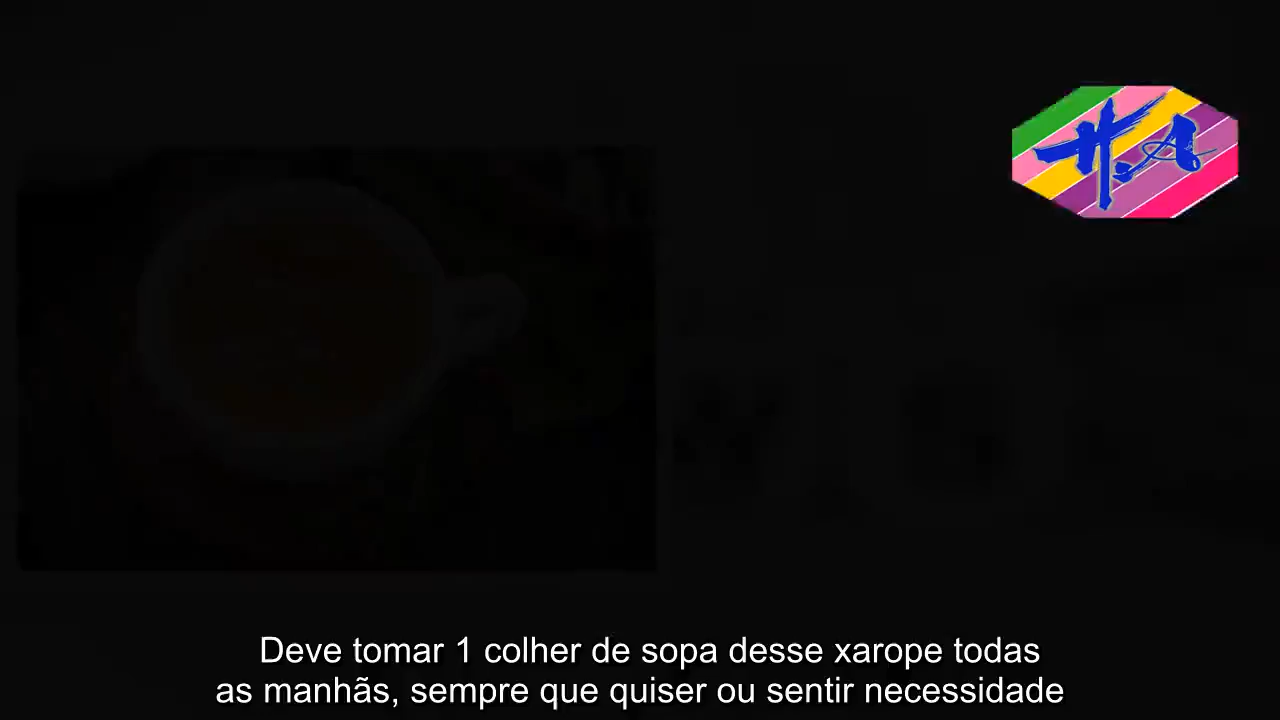 H.A
Deve tomar 1 colher de sopa desse xarope todas
as manhãs, sempre que quiser ou sentir necessidade